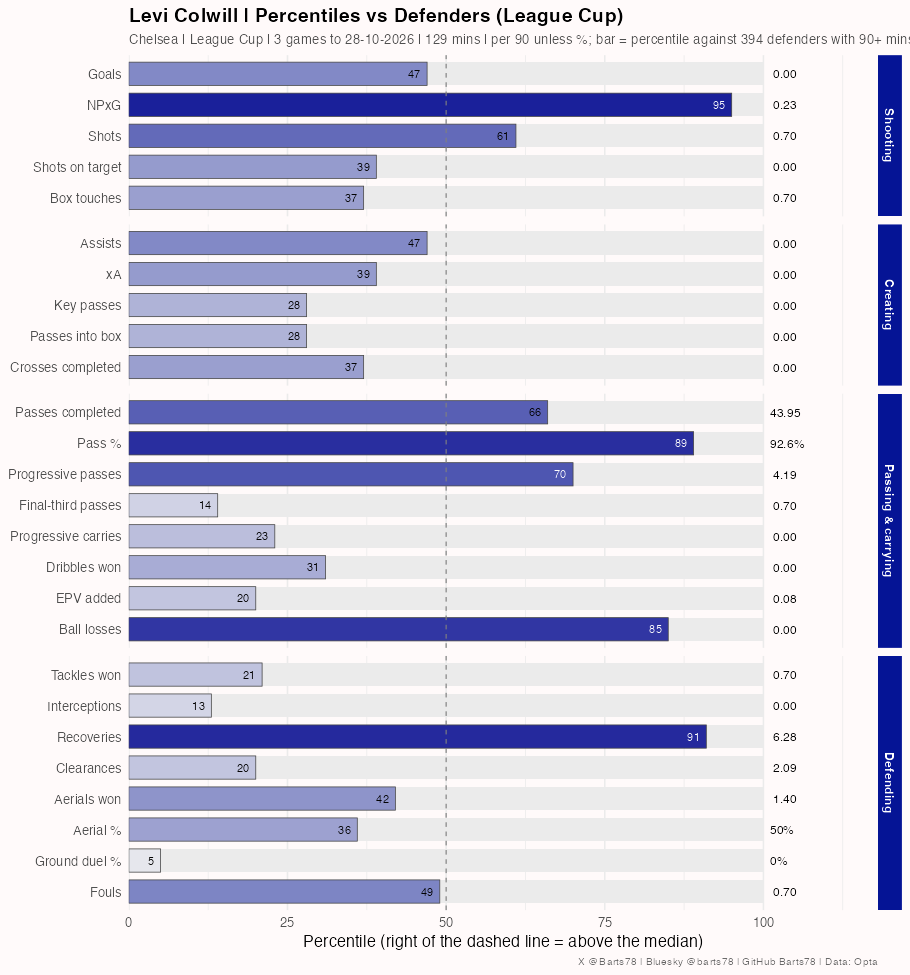 Levi Colwill | Percentiles vs Defenders (League Cup)
Chelsea | League Cup | 3 games to 28-10-2026 | 129 mins | per 90 unless %; bar = percentile against 394 defenders with 90+ mins
Goals 47 0.00
NPxG 95 0.23
Shots 61 0.70
Shots on target 39 0.00
Box touches 37 0.70
Shooting
Assists 47 0.00
xA 39 0.00
Key passes 28 0.00
Passes into box 28 0.00
Crosses completed 37 0.00
Creating
Passes completed 66 43.95
Pass % 89 92.6%
Progressive passes 70 4.19
Final-third passes 14 0.70
Progressive carries 23 0.00
Dribbles won 31 0.00
EPV added 20 0.08
Ball losses 85 0.00
Passing & carrying
Tackles won 21 0.70
Interceptions 13 0.00
Recoveries 91 6.28
Clearances 20 2.09
Aerials won 42 1.40
Aerial % 36 50%
Ground duel % 5 0%
Fouls 49 0.70
Defending
0 25 50 75 100
Percentile (right of the dashed line = above the median)
X @Barts78 | Bluesky @barts78 | GitHub Barts78 | Data: Opta